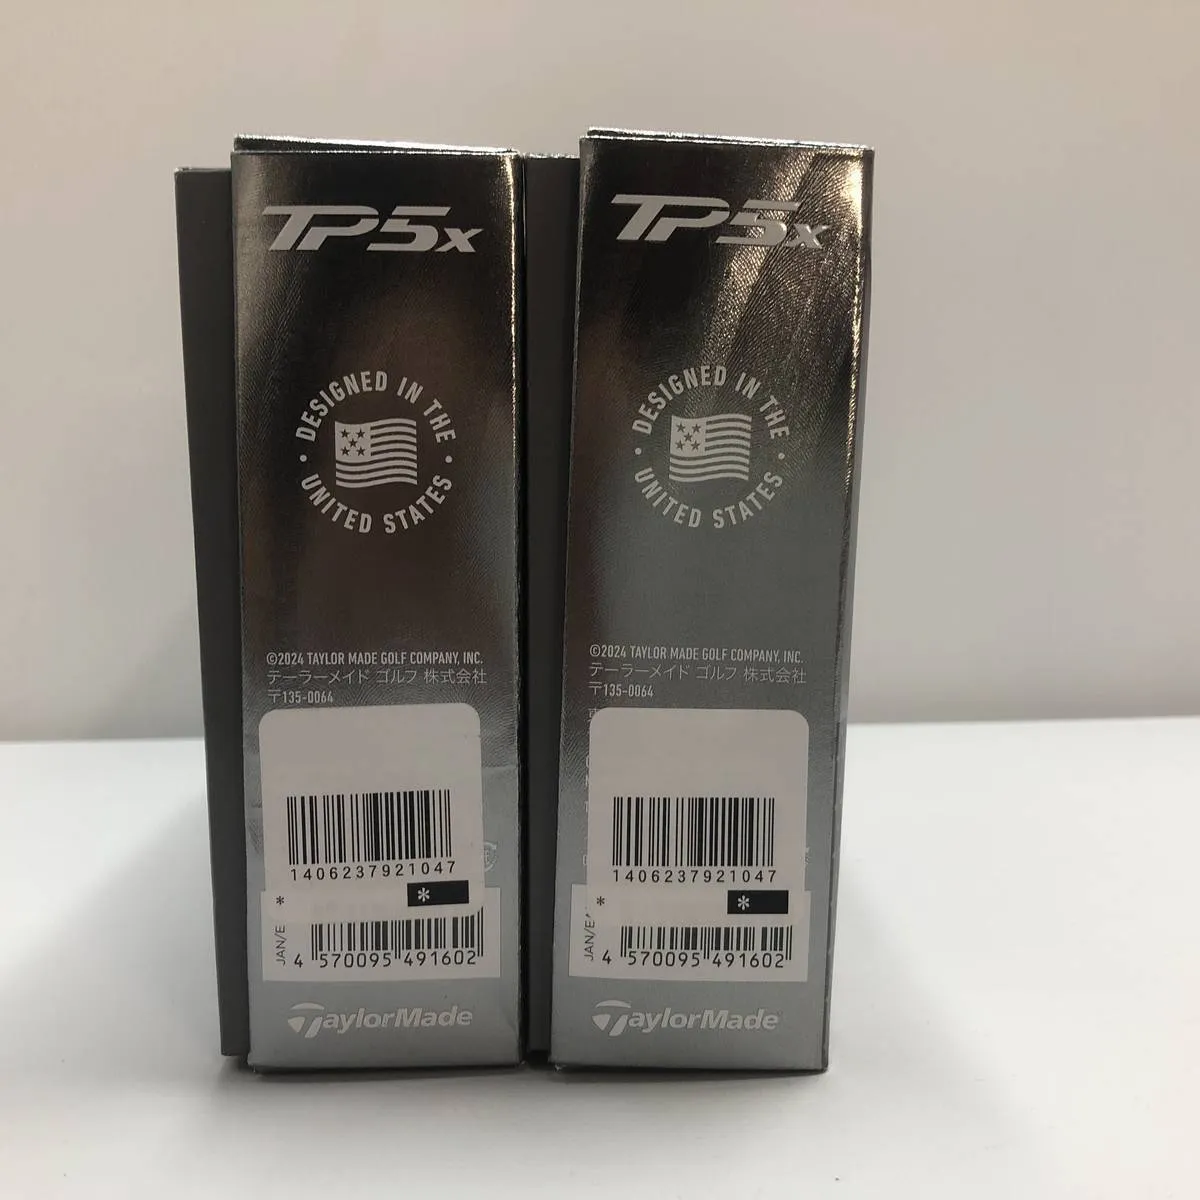 TP5x
DESIGNED IN THE
UNITED STATES
©2024 TAYLOR MADE GOLF COMPANY, INC.
テーラーメイド ゴルフ 株式会社
〒135-0064
1406237921047
*
*
JAN/E
4 570095 491602
TaylorMade
TP5x
DESIGNED IN THE
UNITED STATES
©2024 TAYLOR MADE GOLF COMPANY, INC.
テーラーメイド ゴルフ 株式会社
〒135-0064
1406237921047
*
*
JAN/EA
4 570095 491602
TaylorMade